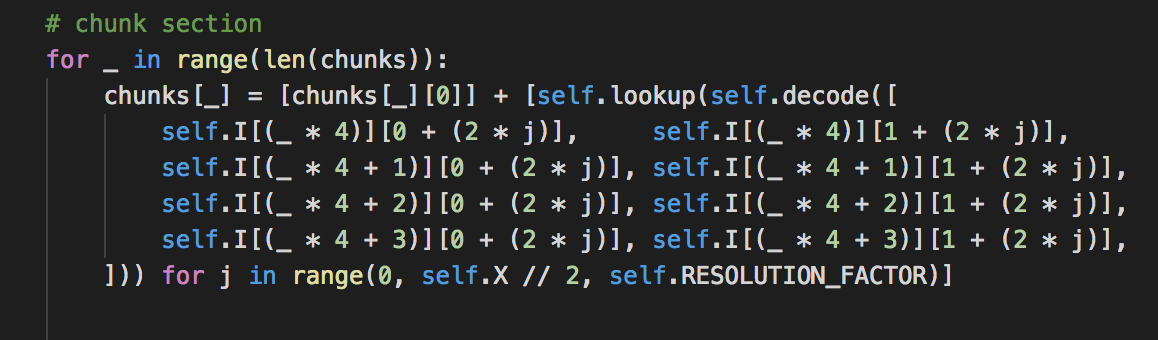 # chunk section
for _ in range(len(chunks)):
    chunks[_] = [chunks[_][0]] + [self.lookup(self.decode([
        self.I[(_ * 4)][0 + (2 * j)],     self.I[(_ * 4)][1 + (2 * j)],
        self.I[(_ * 4 + 1)][0 + (2 * j)], self.I[(_ * 4 + 1)][1 + (2 * j)],
        self.I[(_ * 4 + 2)][0 + (2 * j)], self.I[(_ * 4 + 2)][1 + (2 * j)],
        self.I[(_ * 4 + 3)][0 + (2 * j)], self.I[(_ * 4 + 3)][1 + (2 * j)],
    ])) for j in range(0, self.X // 2, self.RESOLUTION_FACTOR)]